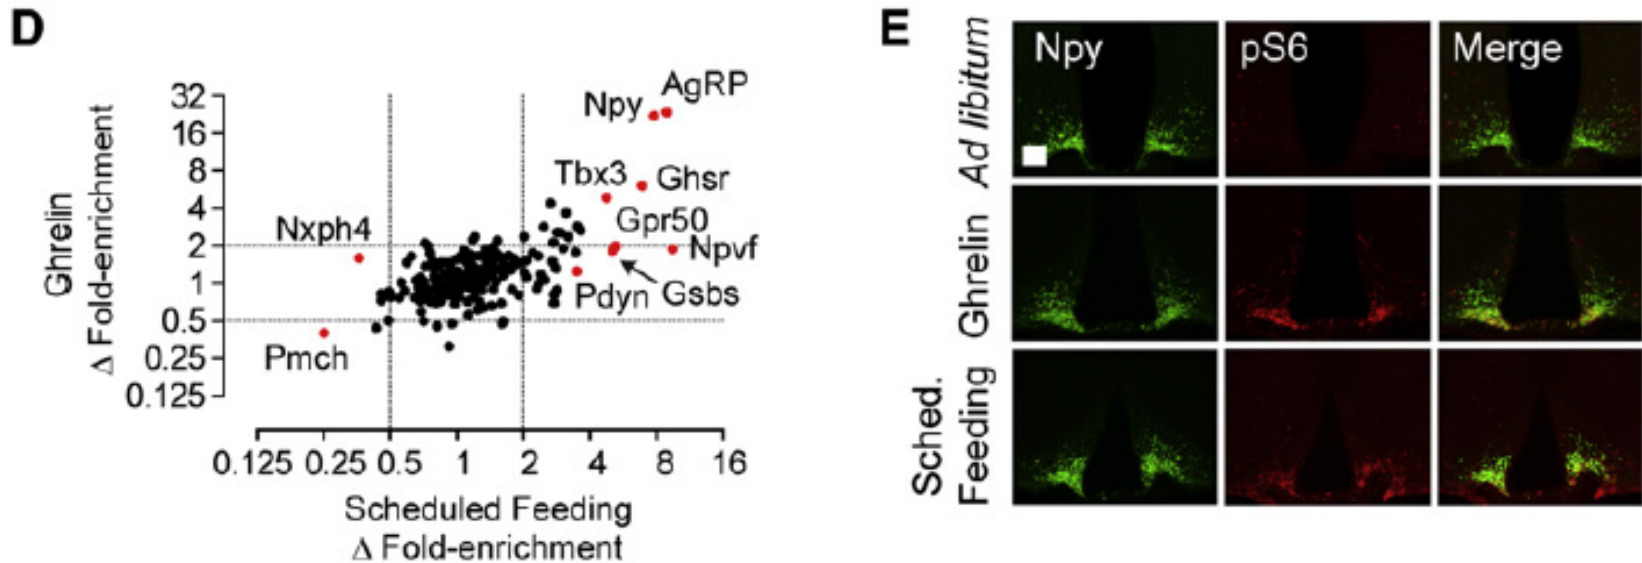 D
32
16
8
4
2
1
0.5
0.25
0.125
Ghrelin
Δ Fold-enrichment
Npy
AgRP
Tbx3
Ghsr
Gpr50
Nxph4
Npvf
Pdyn
Gsbs
Pmch
0.125 0.25 0.5 1 2 4 8 16
Scheduled Feeding
Δ Fold-enrichment
E
Npy
pS6
Merge
Ad libitum
Ghrelin
Sched.
Feeding